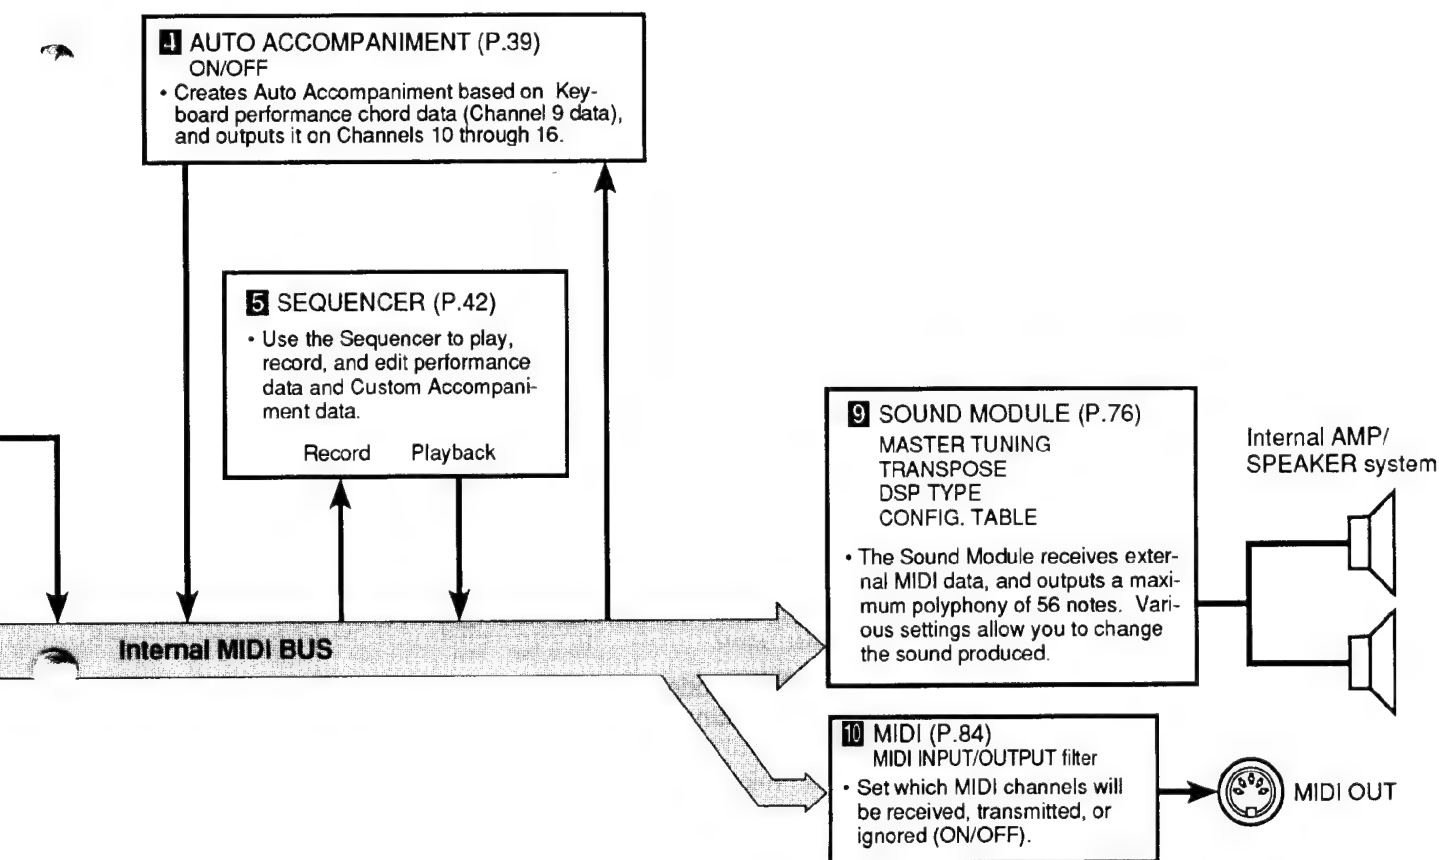 4 AUTO ACCOMPANIMENT (P.39)
ON/OFF
• Creates Auto Accompaniment based on Key-
board performance chord data (Channel 9 data),
and outputs it on Channels 10 through 16.
5 SEQUENCER (P.42)
• Use the Sequencer to play,
record, and edit performance
data and Custom Accompani-
ment data.
Record Playback
Internal MIDI BUS
9 SOUND MODULE (P.76)
MASTER TUNING
TRANSPOSE
DSP TYPE
CONFIG. TABLE
• The Sound Module receives exter-
nal MIDI data, and outputs a maxi-
mum polyphony of 56 notes. Vari-
ous settings allow you to change
the sound produced.
Internal AMP/
SPEAKER system
10 MIDI (P.84)
MIDI INPUT/OUTPUT filter
• Set which MIDI channels will
be received, transmitted, or
ignored (ON/OFF).
MIDI OUT